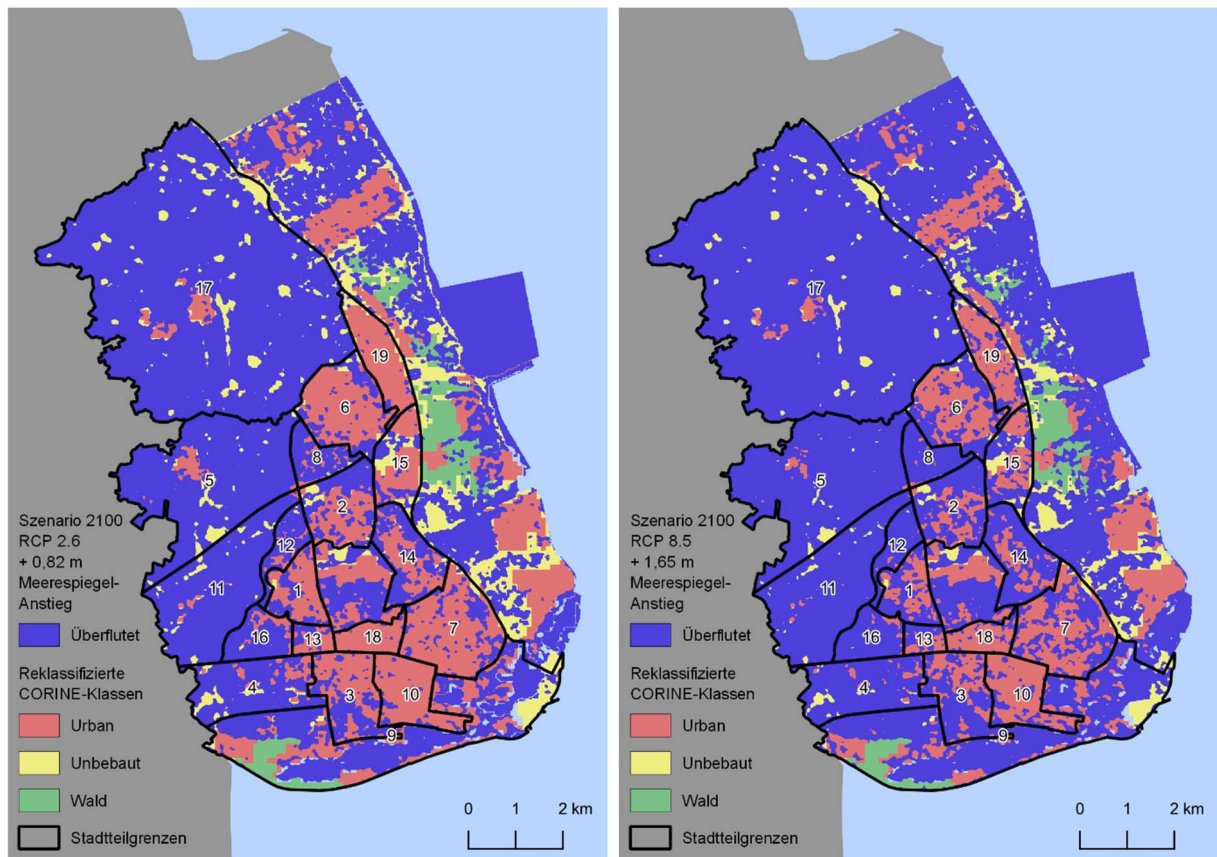 17
19
6
15
8
5
2
12
14
11
1
16
13
18
7
4
3
10
9
Szenario 2100
RCP 2.6
+ 0,82 m
Meerespiegel-
Anstieg
Überflutet
Reklassifizierte
CORINE-Klassen
Urban
Unbebaut
Wald
Stadtteilgrenzen
0 1 2 km
17
19
6
15
8
5
2
12
14
11
1
16
13
18
7
4
3
10
9
Szenario 2100
RCP 8.5
+ 1,65 m
Meerespiegel-
Anstieg
Überflutet
Reklassifizierte
CORINE-Klassen
Urban
Unbebaut
Wald
Stadtteilgrenzen
0 1 2 km